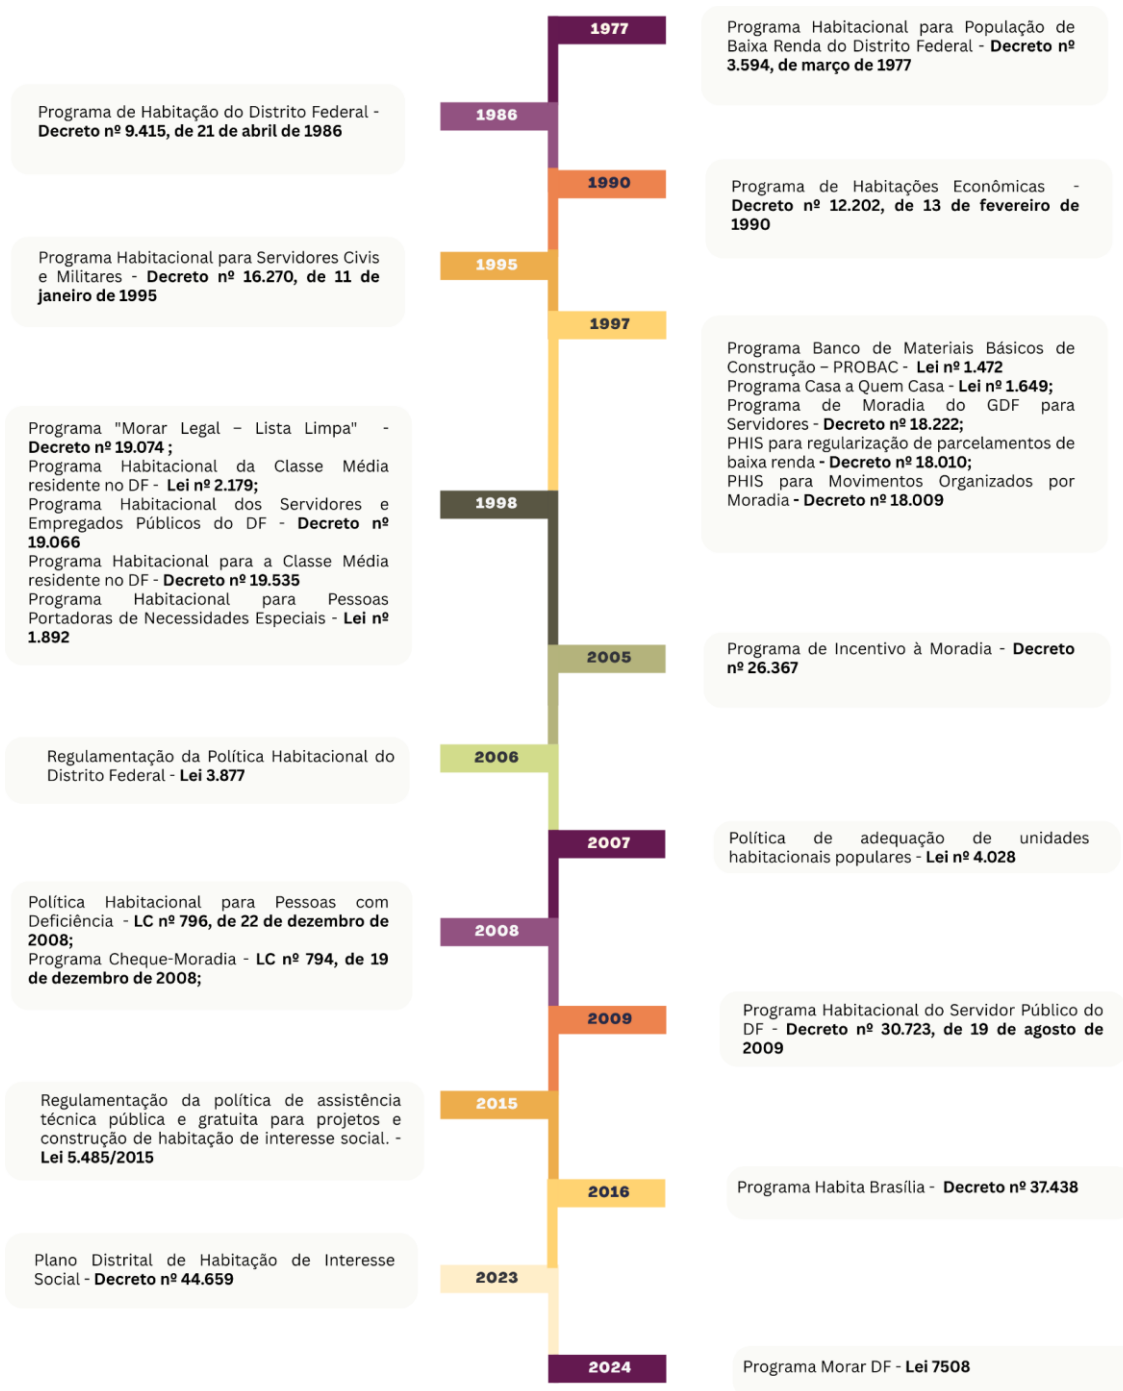 1977
Programa Habitacional para População de
Baixa Renda do Distrito Federal - Decreto nº
3.594, de março de 1977
Programa de Habitação do Distrito Federal -
Decreto nº 9.415, de 21 de abril de 1986
1986
1990
Programa de Habitações Econômicas -
Decreto nº 12.202, de 13 de fevereiro de
1990
Programa Habitacional para Servidores Civis
e Militares - Decreto nº 16.270, de 11 de
janeiro de 1995
1995
1997
Programa Banco de Materiais Básicos de
Construção – PROBAC - Lei nº 1.472
Programa Casa a Quem Casa - Lei nº 1.649;
Programa de Moradia do GDF para
Servidores - Decreto nº 18.222;
PHIS para regularização de parcelamentos de
baixa renda - Decreto nº 18.010;
PHIS para Movimentos Organizados por
Moradia - Decreto nº 18.009
Programa "Morar Legal – Lista Limpa" -
Decreto nº 19.074 ;
Programa Habitacional da Classe Média
residente no DF - Lei nº 2.179;
Programa Habitacional dos Servidores e
Empregados Públicos do DF - Decreto nº
19.066
Programa Habitacional para a Classe Média
residente no DF - Decreto nº 19.535
Programa Habitacional para Pessoas
Portadoras de Necessidades Especiais - Lei nº
1.892
1998
2005
Programa de Incentivo à Moradia - Decreto
nº 26.367
Regulamentação da Política Habitacional do
Distrito Federal - Lei 3.877
2006
2007
Política de adequação de unidades
habitacionais populares - Lei nº 4.028
Política Habitacional para Pessoas com
Deficiência - LC nº 796, de 22 de dezembro de
2008;
Programa Cheque-Moradia - LC nº 794, de 19
de dezembro de 2008;
2008
2009
Programa Habitacional do Servidor Público do
DF - Decreto nº 30.723, de 19 de agosto de
2009
Regulamentação da política de assistência
técnica pública e gratuita para projetos e
construção de habitação de interesse social. -
Lei 5.485/2015
2015
2016
Programa Habita Brasília - Decreto nº 37.438
Plano Distrital de Habitação de Interesse
Social - Decreto nº 44.659
2023
2024
Programa Morar DF - Lei 7508